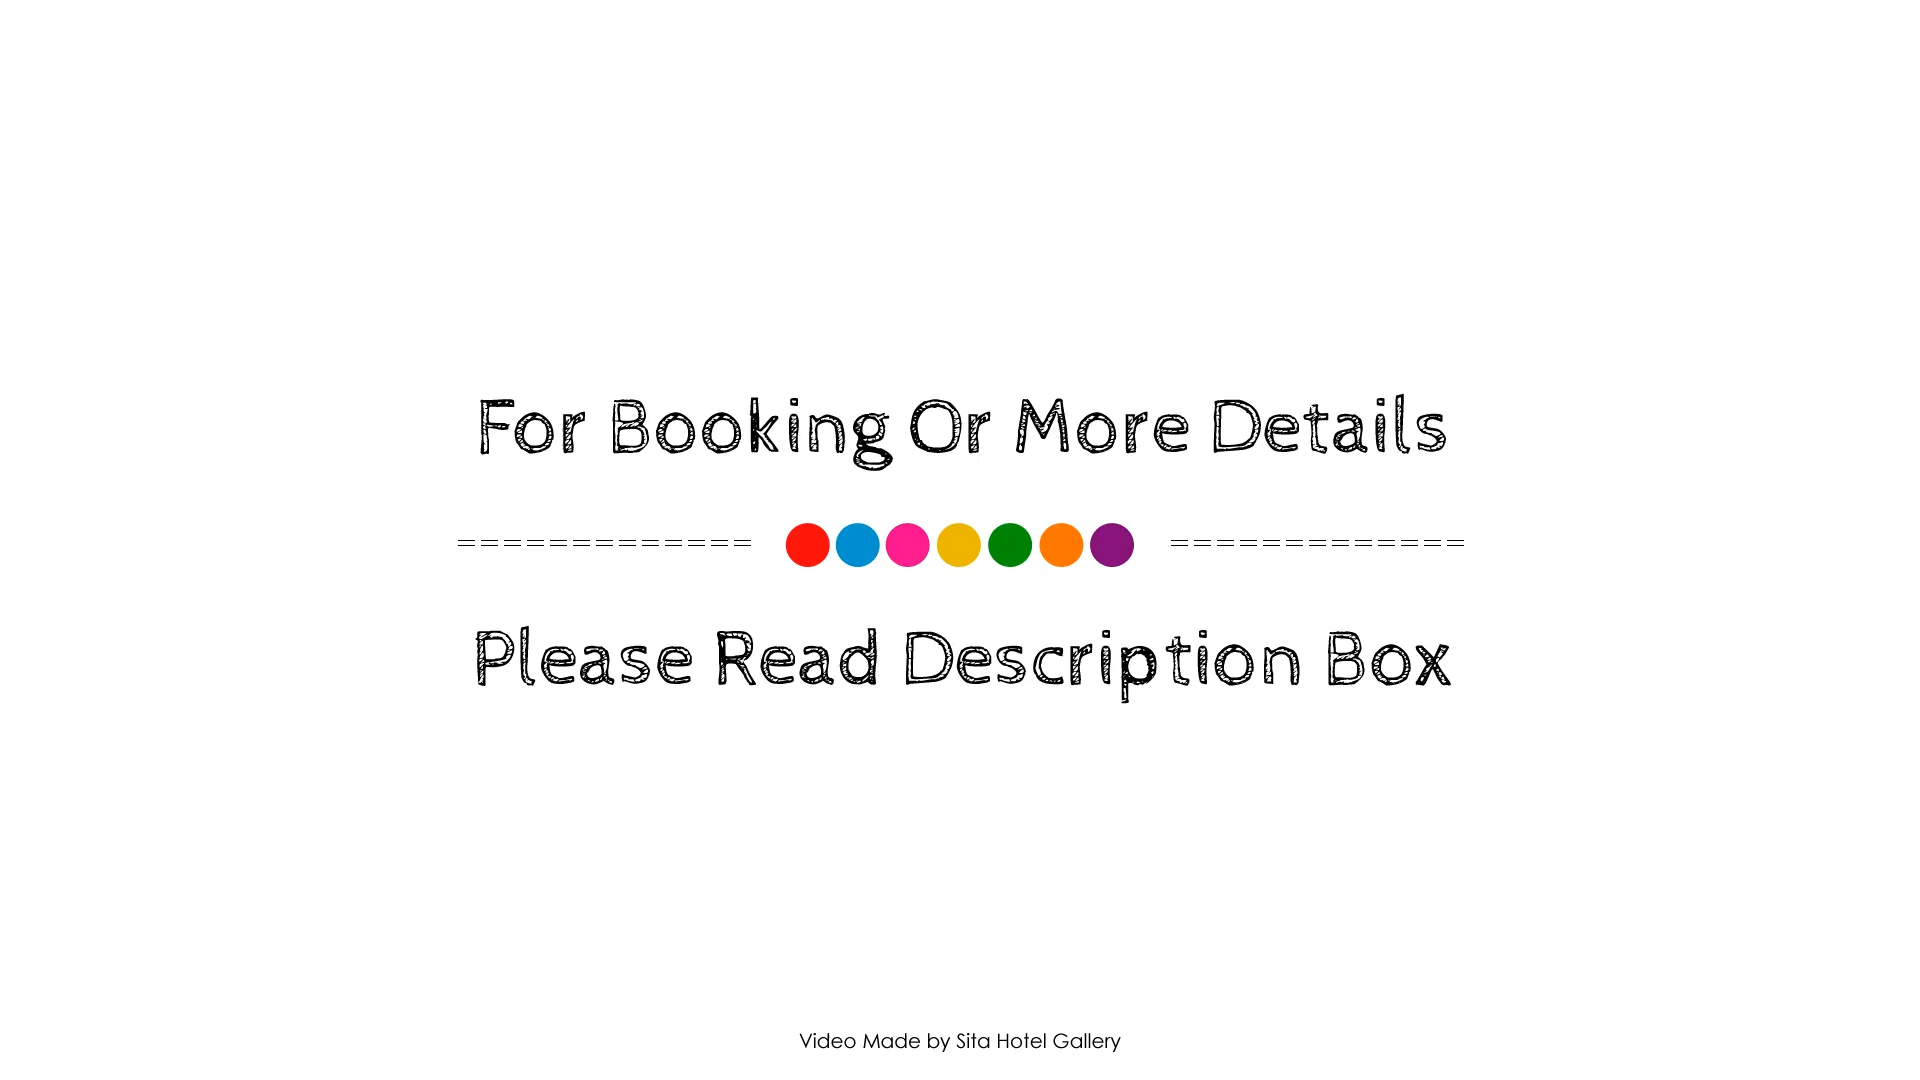 For Booking Or More Details
============= =============
Please Read Description Box
Video Made by Sita Hotel Gallery